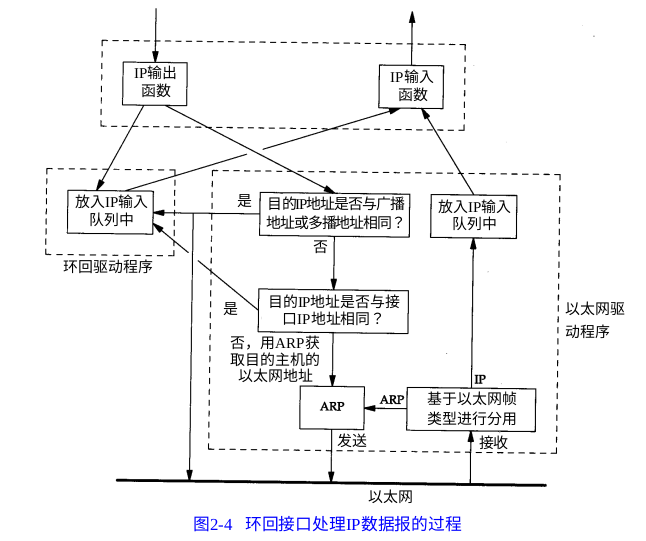 IP输出
函数
IP输入
函数
放入IP输入
队列中
环回驱动程序
是
目的IP地址是否与广播
地址或多播地址相同？
否
放入IP输入
队列中
是
目的IP地址是否与接
口IP地址相同？
以太网驱
动程序
否，用ARP获
取目的主机的
以太网地址
IP
ARP
ARP
基于以太网帧
类型进行分用
发送
接收
以太网
图2-4 环回接口处理IP数据报的过程